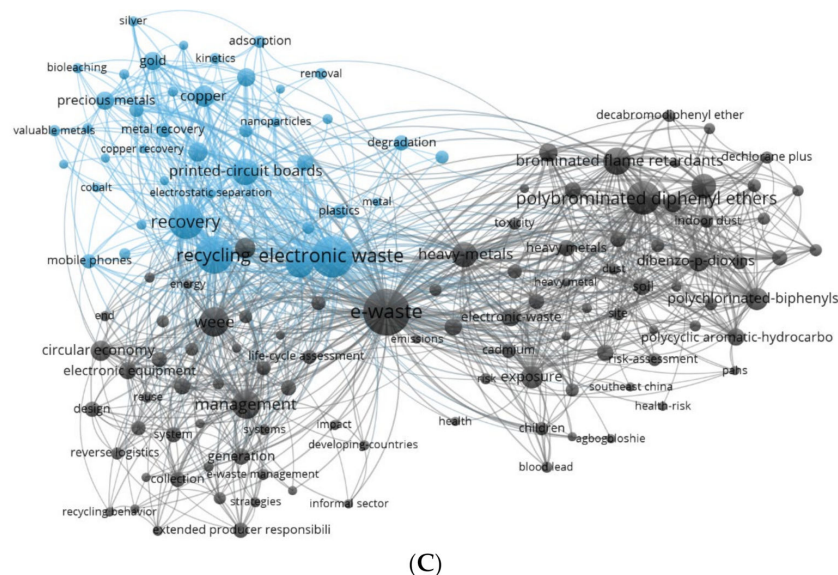 silver
gold
kinetics
adsorption
bioleaching
removal
precious metals
copper
nanoparticles
valuable metals
metal recovery
copper recovery
degradation
printed-circuit boards
cobalt
electrostatic separation
metal
plastics
recovery
mobile phones
recycling
electronic waste
energy
decabromodiphenyl ether
brominated flame retardants
dechlorane plus
polybrominated diphenyl ethers
toxicity
indoor dust
heavy-metals
heavy metals
dibenzo-p-dioxins
dust
heavy metal
soil
polychlorinated-biphenyls
e-waste
electronic-waste
site
emissions
polycyclic aromatic-hydrocarbo
cadmium
risk-assessment
pahs
risk
exposure
southeast china
health-risk
health
children
agbogbloshie
blood lead
end
weee
circular economy
life-cycle assessment
electronic equipment
reuse
design
management
impact
system
systems
developing-countries
reverse logistics
generation
e-waste management
collection
strategies
informal sector
recycling behavior
extended producer responsibili
(C)